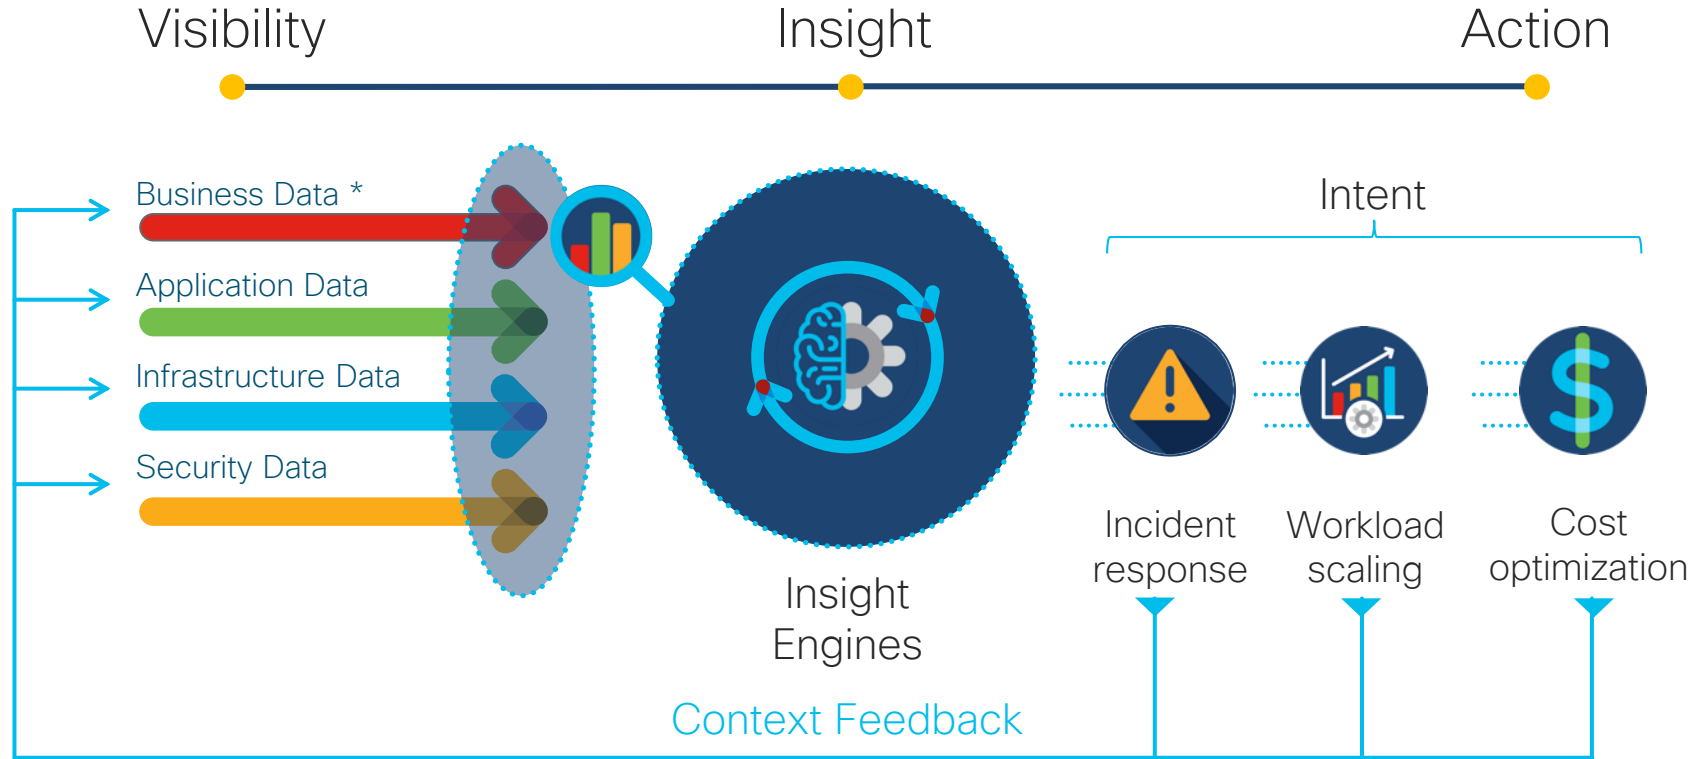 Visibility
Insight
Action
Business Data *
Application Data
Infrastructure Data
Security Data
Insight
Engines
Intent
Incident
response
Workload
scaling
Cost
optimization
Context Feedback